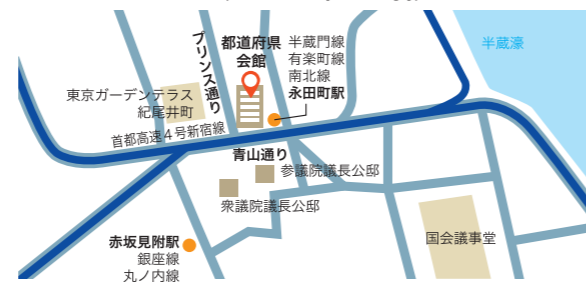 プリンス通り
都道府県
会館
半蔵門線
有楽町線
南北線
永田町駅
半蔵濠
東京ガーデンテラス
紀尾井町
首都高速4号新宿線
青山通り
参議院議長公邸
衆議院議長公邸
国会議事堂
赤坂見附駅
銀座線
丸ノ内線